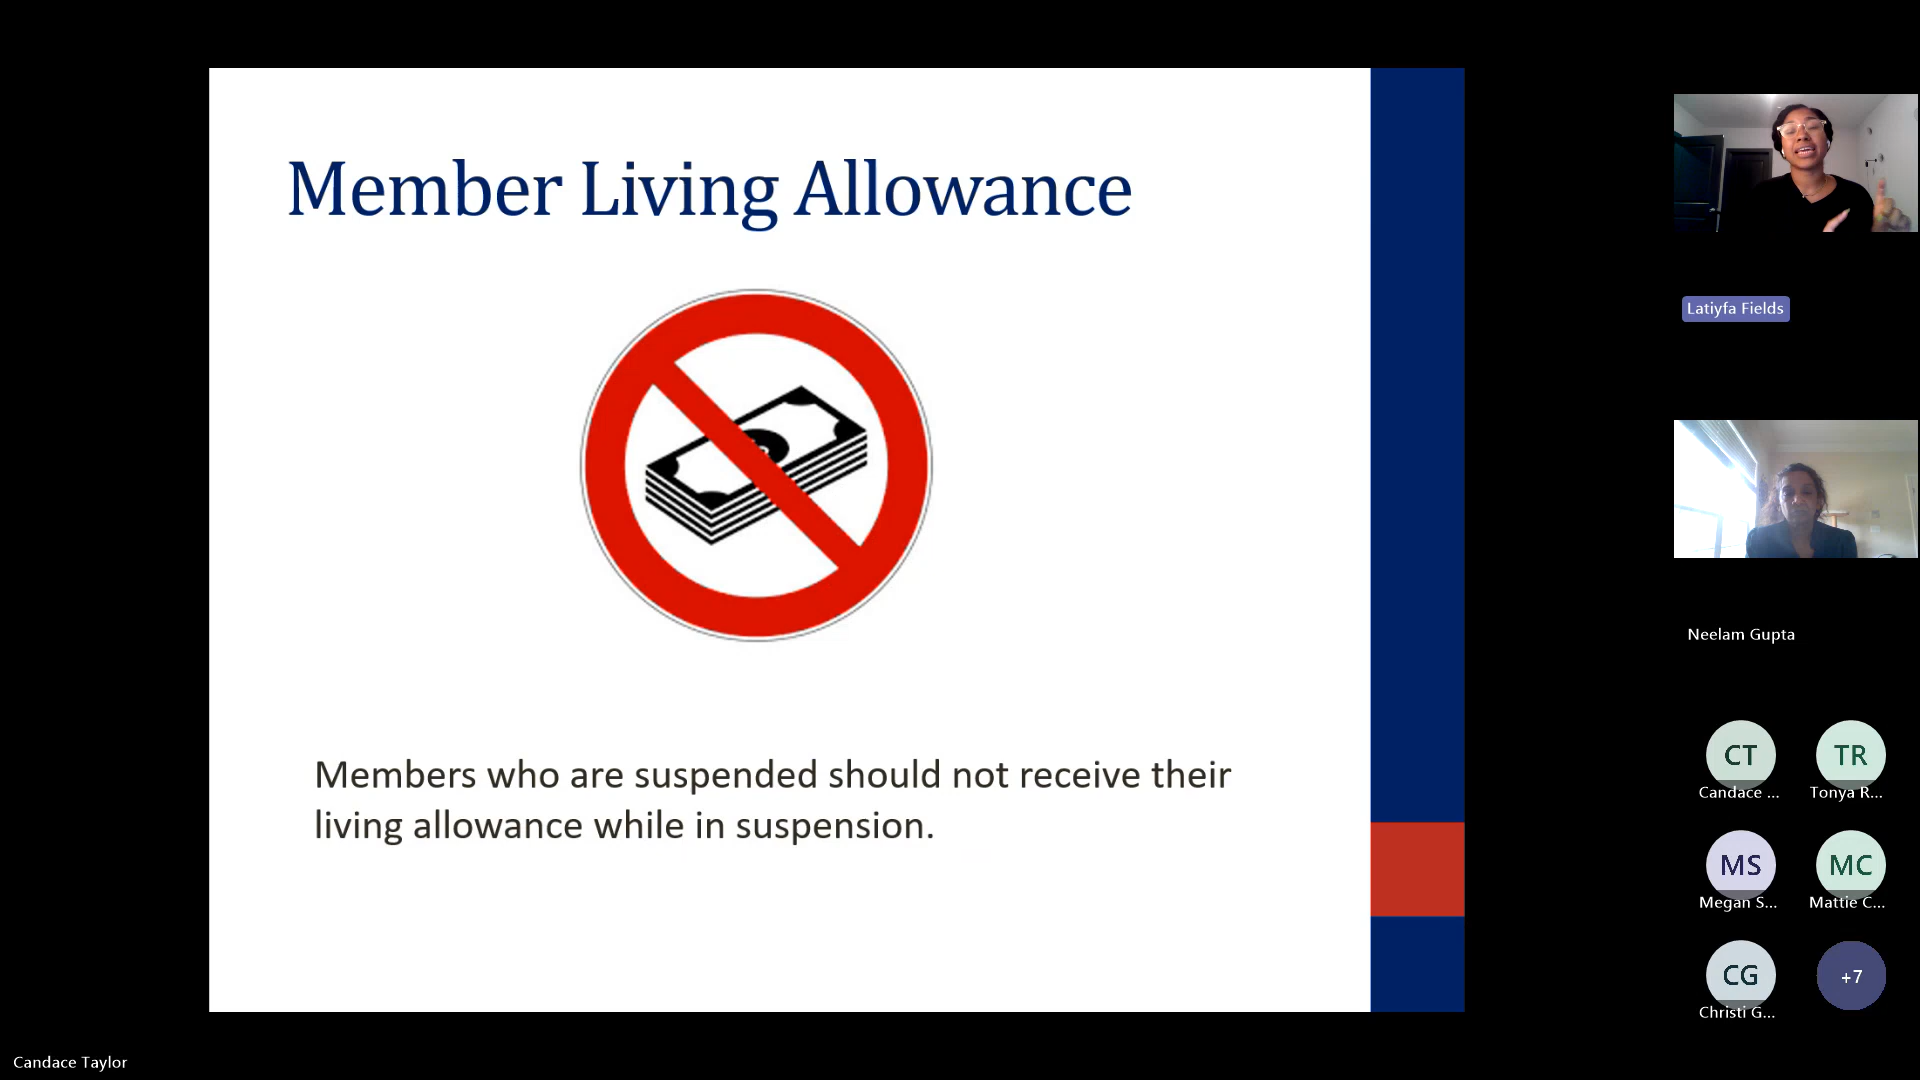 Member Living Allowance
Members who are suspended should not receive their
living allowance while in suspension.
Latiyfa Fields
Neelam Gupta
CT
TR
Candace ...
Tonya R...
MS
MC
Megan S...
Mattie C...
CG
+7
Christi G...
Candace Taylor